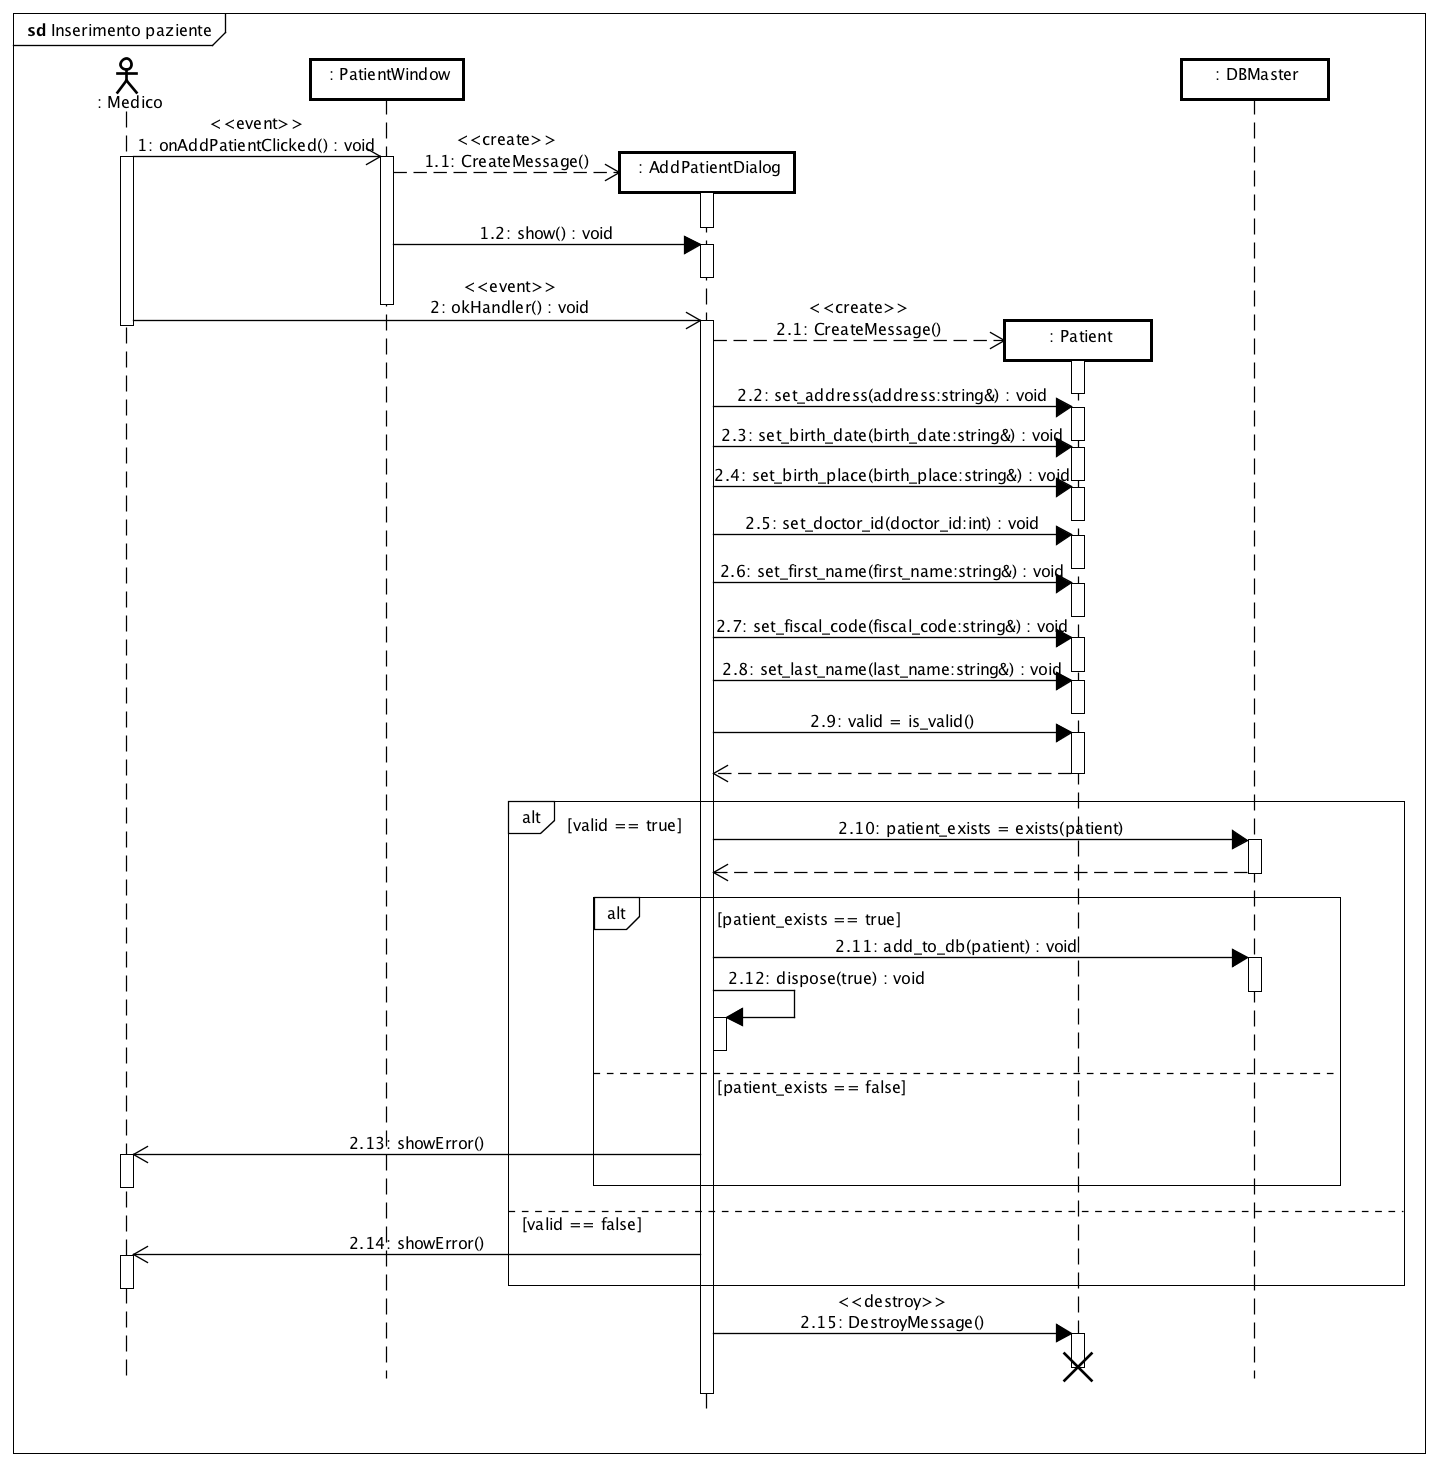 sd Inserimento paziente
: Medico
: PatientWindow
: DBMaster
<<event>>
1: onAddPatientClicked() : void
<<create>>
1.1: CreateMessage()
: AddPatientDialog
1.2: show() : void
<<event>>
2: okHandler() : void
<<create>>
2.1: CreateMessage()
: Patient
2.2: set_address(address:string&) : void
2.3: set_birth_date(birth_date:string&) : void
2.4: set_birth_place(birth_place:string&) : void
2.5: set_doctor_id(doctor_id:int) : void
2.6: set_first_name(first_name:string&) : void
2.7: set_fiscal_code(fiscal_code:string&) : void
2.8: set_last_name(last_name:string&) : void
2.9: valid = is_valid()
alt
[valid == true]
2.10: patient_exists = exists(patient)
alt
[patient_exists == true]
2.11: add_to_db(patient) : void
2.12: dispose(true) : void
[patient_exists == false]
2.13: showError()
[valid == false]
2.14: showError()
<<destroy>>
2.15: DestroyMessage()